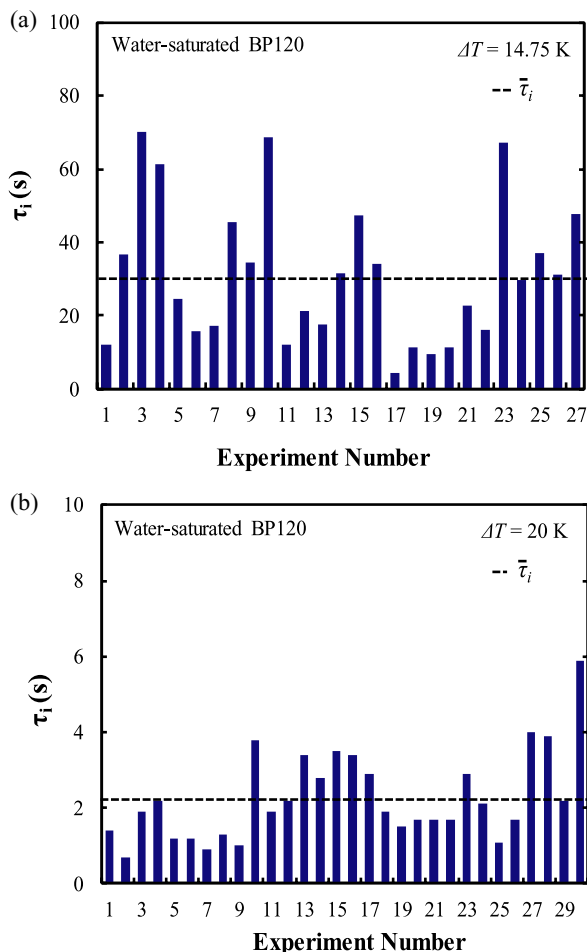 (a)
100
80
60
40
20
0
τi (s)
Water-saturated BP120
ΔT = 14.75 K
τ̄i
1 3 5 7 9 11 13 15 17 19 21 23 25 27
Experiment Number
(b)
10
8
6
4
2
0
τi (s)
Water-saturated BP120
ΔT = 20 K
τ̄i
1 3 5 7 9 11 13 15 17 19 21 23 25 27 29
Experiment Number